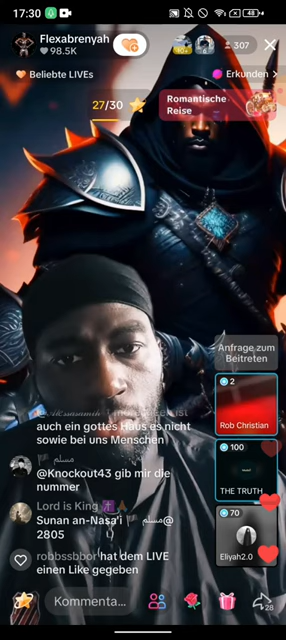 17:30
48
Flexabrenyah
98.5K
307
Beliebte LIVEs
Erkunden >
27/30
Romantische
Reise
Anfrage zum
Beitreten
2
Rob Christian
auch ein gottes Haus es nicht
sowie bei uns Menschen
مسلم
@Knockout43 gib mir die
nummer
100
THE TRUTH
Lord is King
Sunan an-Nasa'i مسلم@
2805
70
Eliyah2.0
robbssbbor hat dem LIVE
einen Like gegeben
Kommenta...
28